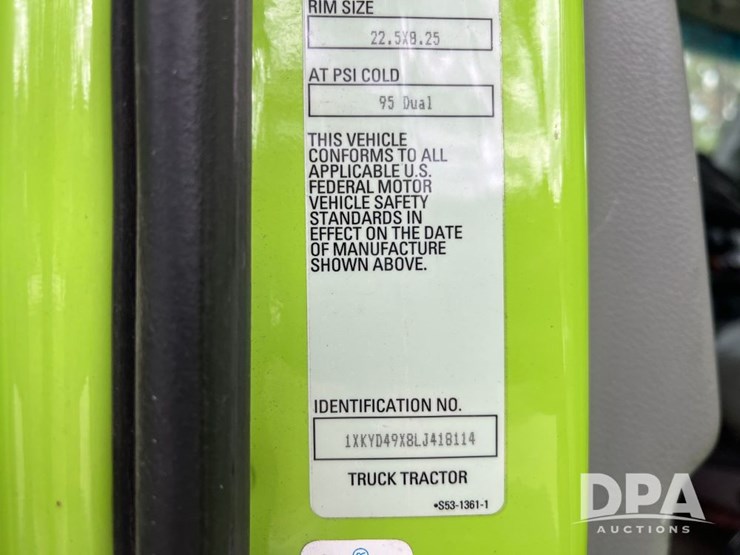 RIM SIZE
22.5X8.25
AT PSI COLD
95 Dual
THIS VEHICLE
CONFORMS TO ALL
APPLICABLE U.S.
FEDERAL MOTOR
VEHICLE SAFETY
STANDARDS IN
EFFECT ON THE DATE
OF MANUFACTURE
SHOWN ABOVE.
IDENTIFICATION NO.
1XKYD49X8LJ418114
TRUCK TRACTOR
•S53-1361-1
DPA
AUCTIONS
®